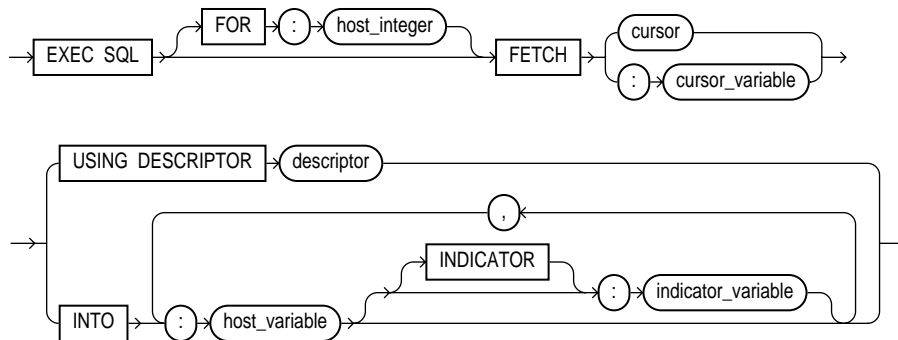 FOR : host_integer
EXEC SQL FETCH cursor
: cursor_variable
USING DESCRIPTOR descriptor
,
INDICATOR
: indicator_variable
INTO : host_variable